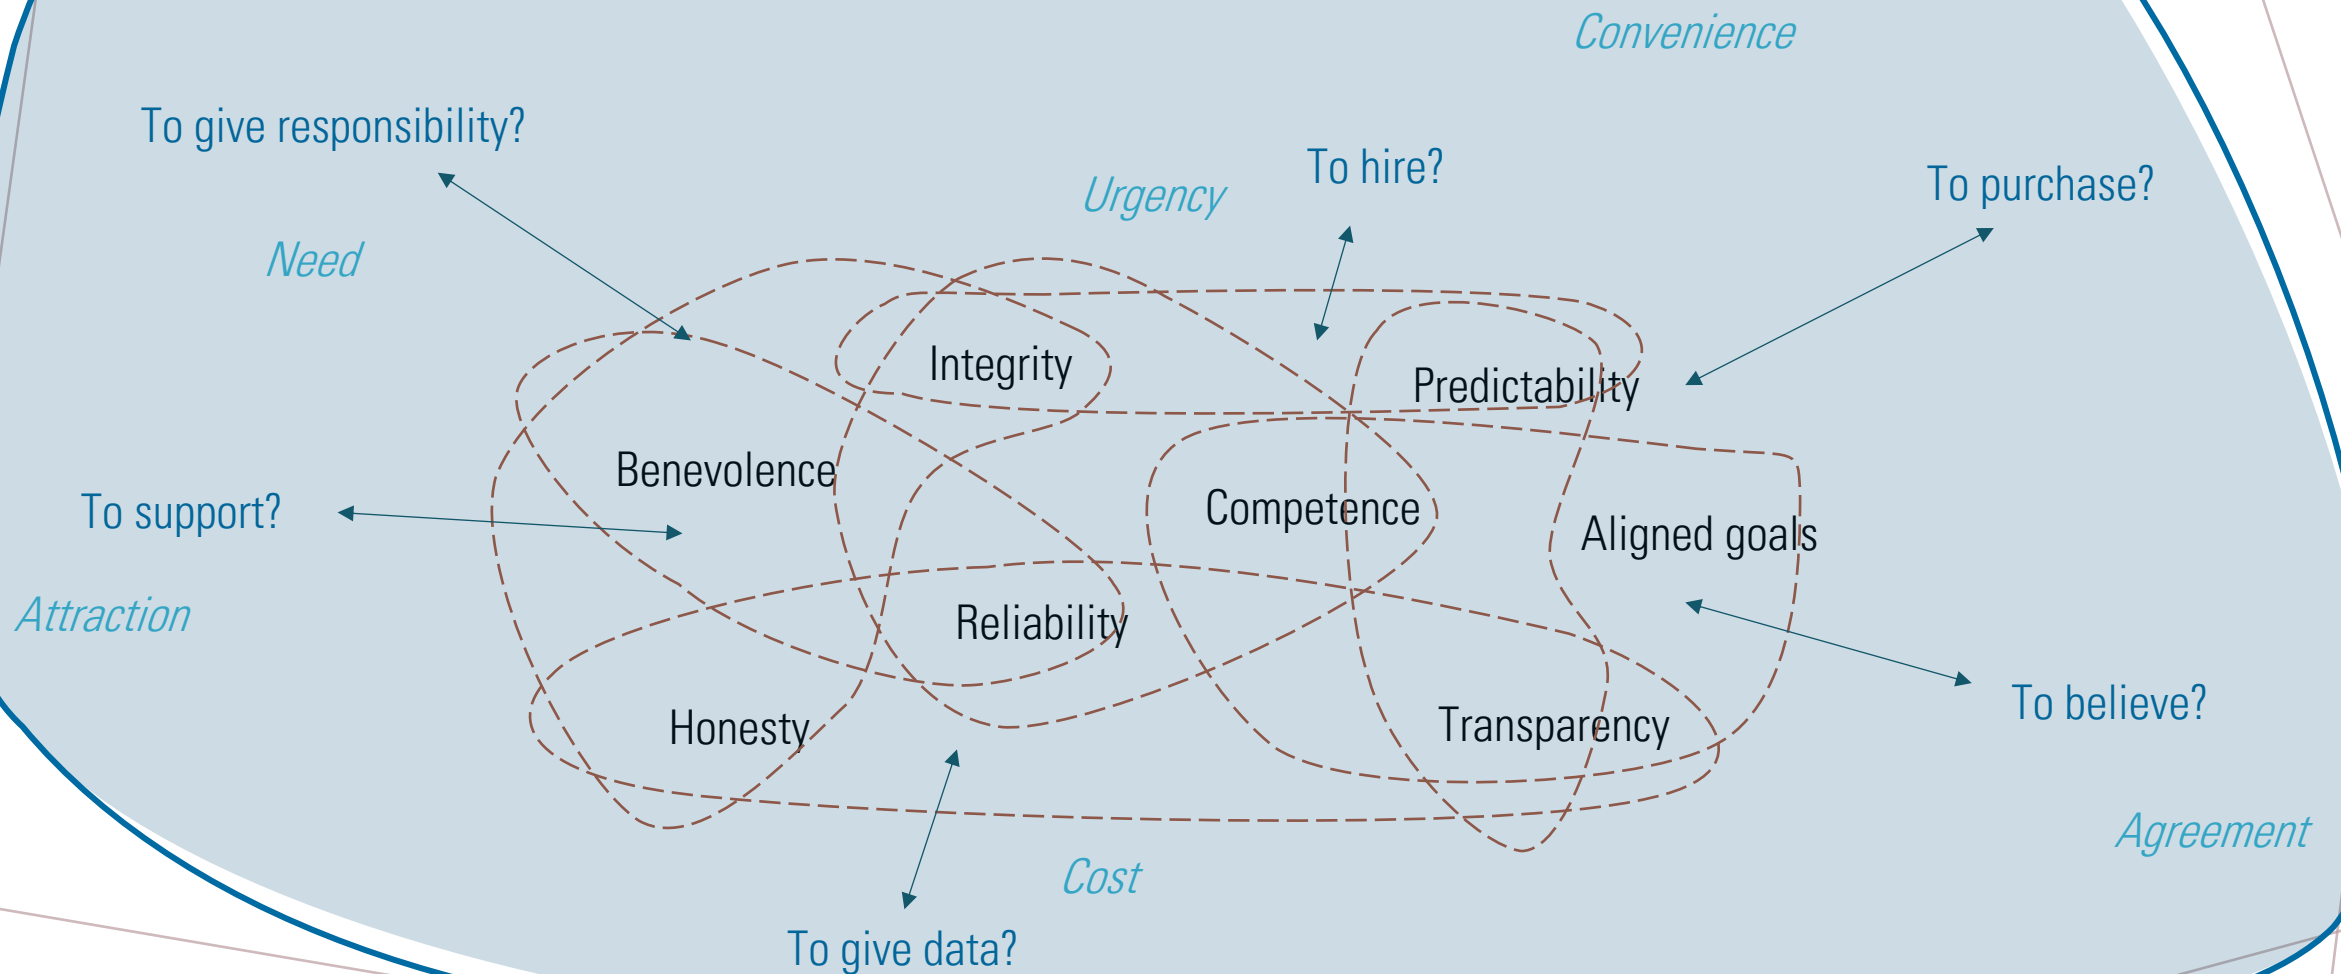 Convenience
To give responsibility?
To hire?
Urgency
To purchase?
Need
Integrity
Predictability
Benevolence
Competence
To support?
Aligned goals
Attraction
Reliability
To believe?
Honesty
Transparency
Agreement
Cost
To give data?